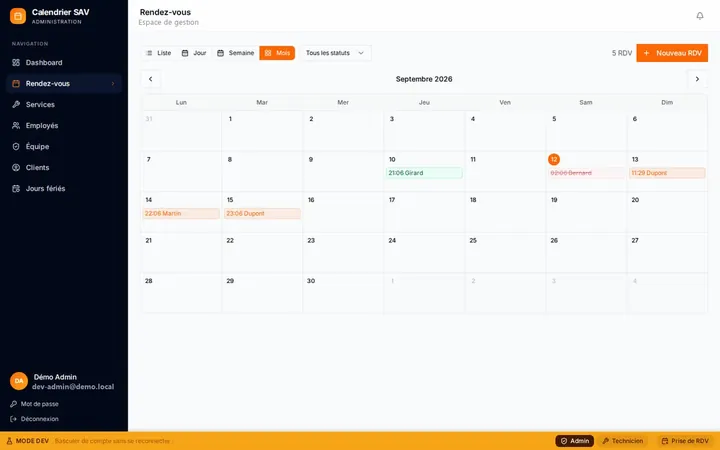 Calendrier SAV
ADMINISTRATION
NAVIGATION
Dashboard
Rendez-vous
Services
Employés
Équipe
Clients
Jours fériés
DA
Démo Admin
dev-admin@demo.local
Mot de passe
Déconnexion
Rendez-vous
Espace de gestion
Liste Jour Semaine Mois Tous les statuts
5 RDV + Nouveau RDV
Septembre 2026
Lun Mar Mer Jeu Ven Sam Dim
31 1 2 3 4 5 6
7 8 9 10 11 12 13
21:06 Girard 02:06 Bernard 11:29 Dupont
14 15 16 17 18 19 20
22:06 Martin 23:06 Dupont
21 22 23 24 25 26 27
28 29 30 1 2 3 4
MODE DEV Basculer de compte sans se reconnecter.
Admin Technicien Prise de RDV